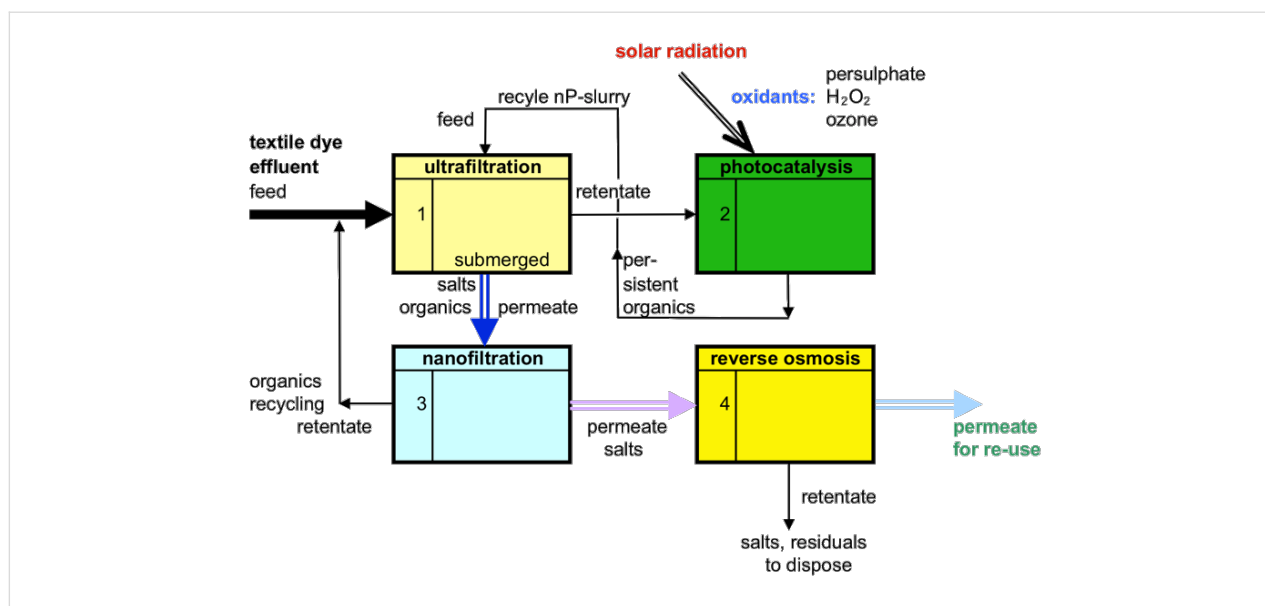 solar radiation
persulphate
oxidants: H₂O₂
ozone
recyle nP-slurry
feed
textile dye
effluent
feed
ultrafiltration
1
submerged
retentate
photocatalysis
2
salts
organics
permeate
per-
sistent
organics
nanofiltration
3
reverse osmosis
4
organics
recycling
retentate
permeate
salts
permeate
for re-use
retentate
salts, residuals
to dispose